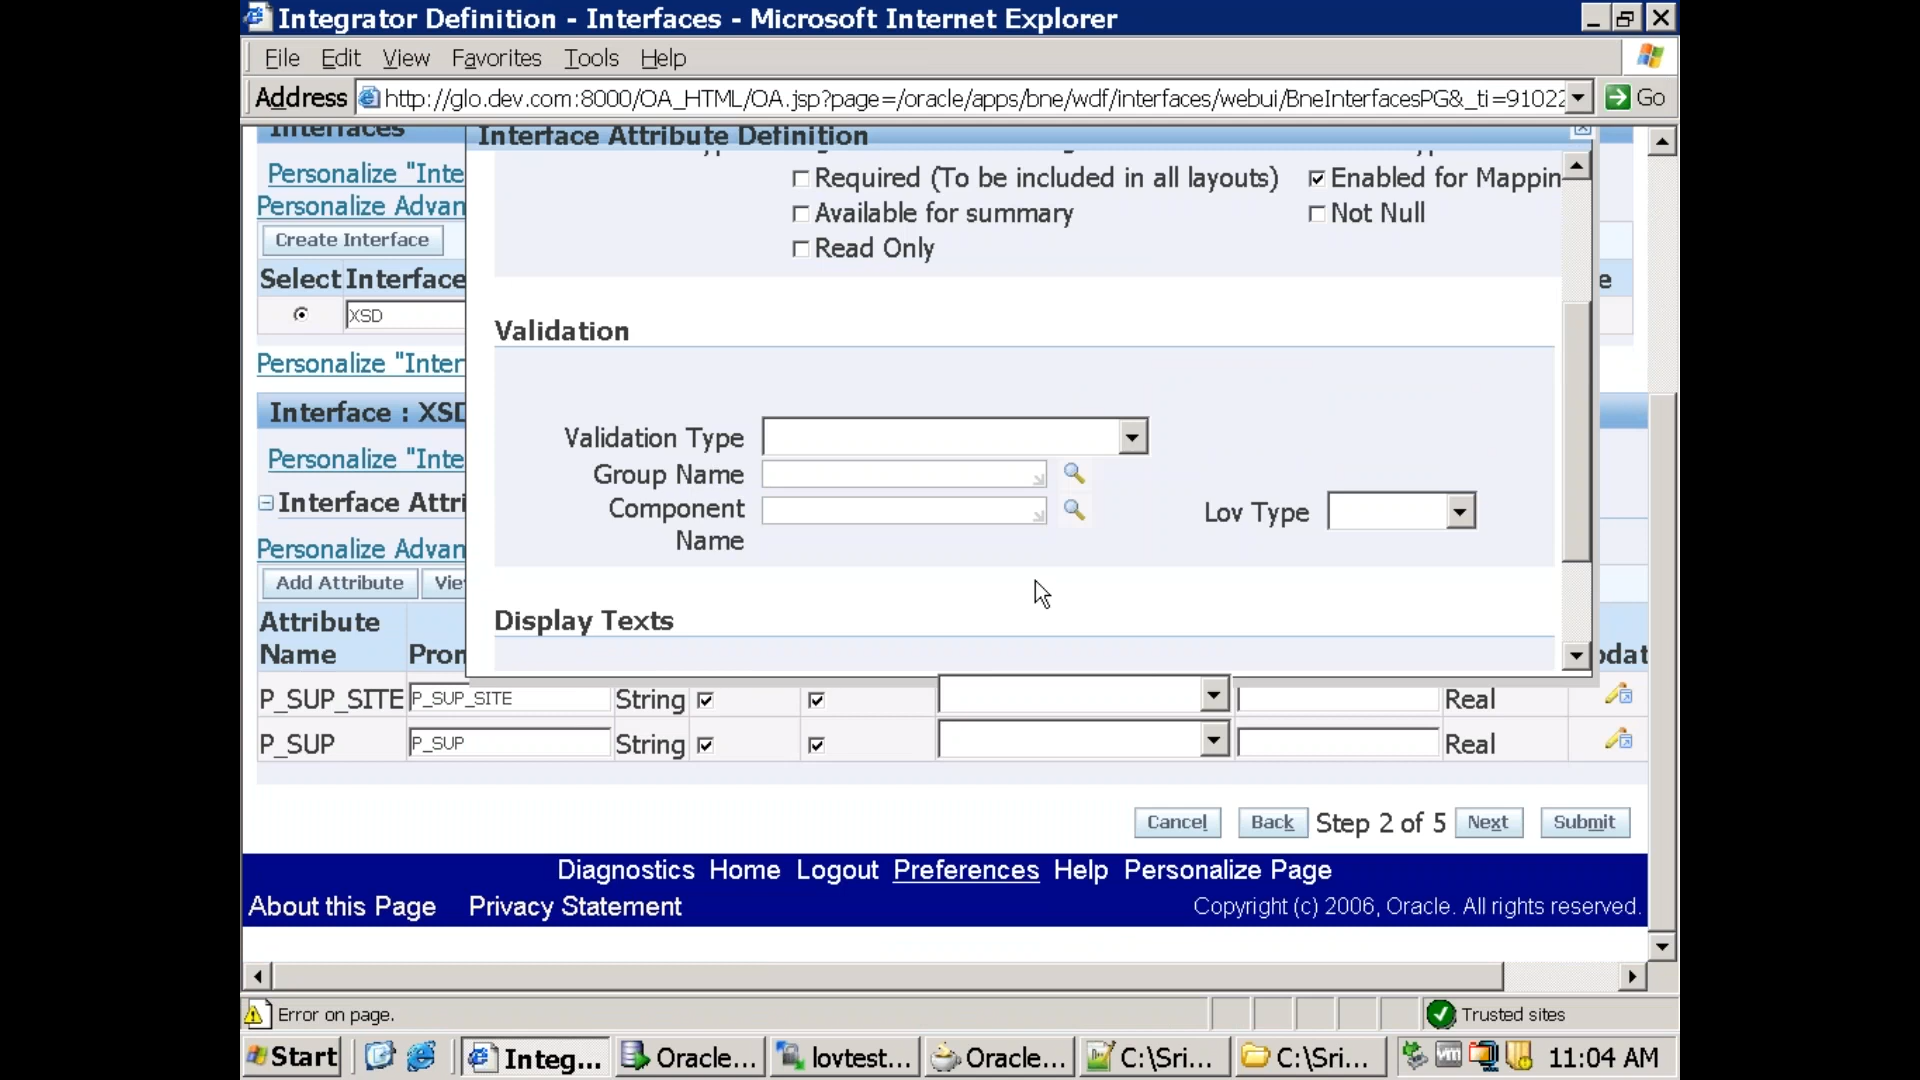 Integrator Definition - Interfaces - Microsoft Internet Explorer
File Edit View Favorites Tools Help
Address http://glo.dev.com:8000/OA_HTML/OA.jsp?page=/oracle/apps/bne/wdf/interfaces/webui/BneInterfacesPG&_ti=91022 Go
Interfaces
Interface Attribute Definition
Personalize "Inte
Required (To be included in all layouts) Enabled for Mappin
Personalize Advan
Available for summary Not Null
Create Interface
Read Only
Select Interface
e
XSD
Validation
Personalize "Inter
Interface : XSD
Validation Type
Personalize "Inte
Group Name
Interface Attri
Component Name
Lov Type
Personalize Advan
Add Attribute Vie
Display Texts
Attribute Name
Pron
pdat
P_SUP_SITE P_SUP_SITE String Real
P_SUP P_SUP String Real
Cancel Back Step 2 of 5 Next Submit
Diagnostics Home Logout Preferences Help Personalize Page
About this Page Privacy Statement Copyright (c) 2006, Oracle. All rights reserved.
Error on page. Trusted sites
Start Integ... Oracle... lovtest... Oracle... C:\Sri... C:\Sri... vm 11:04 AM